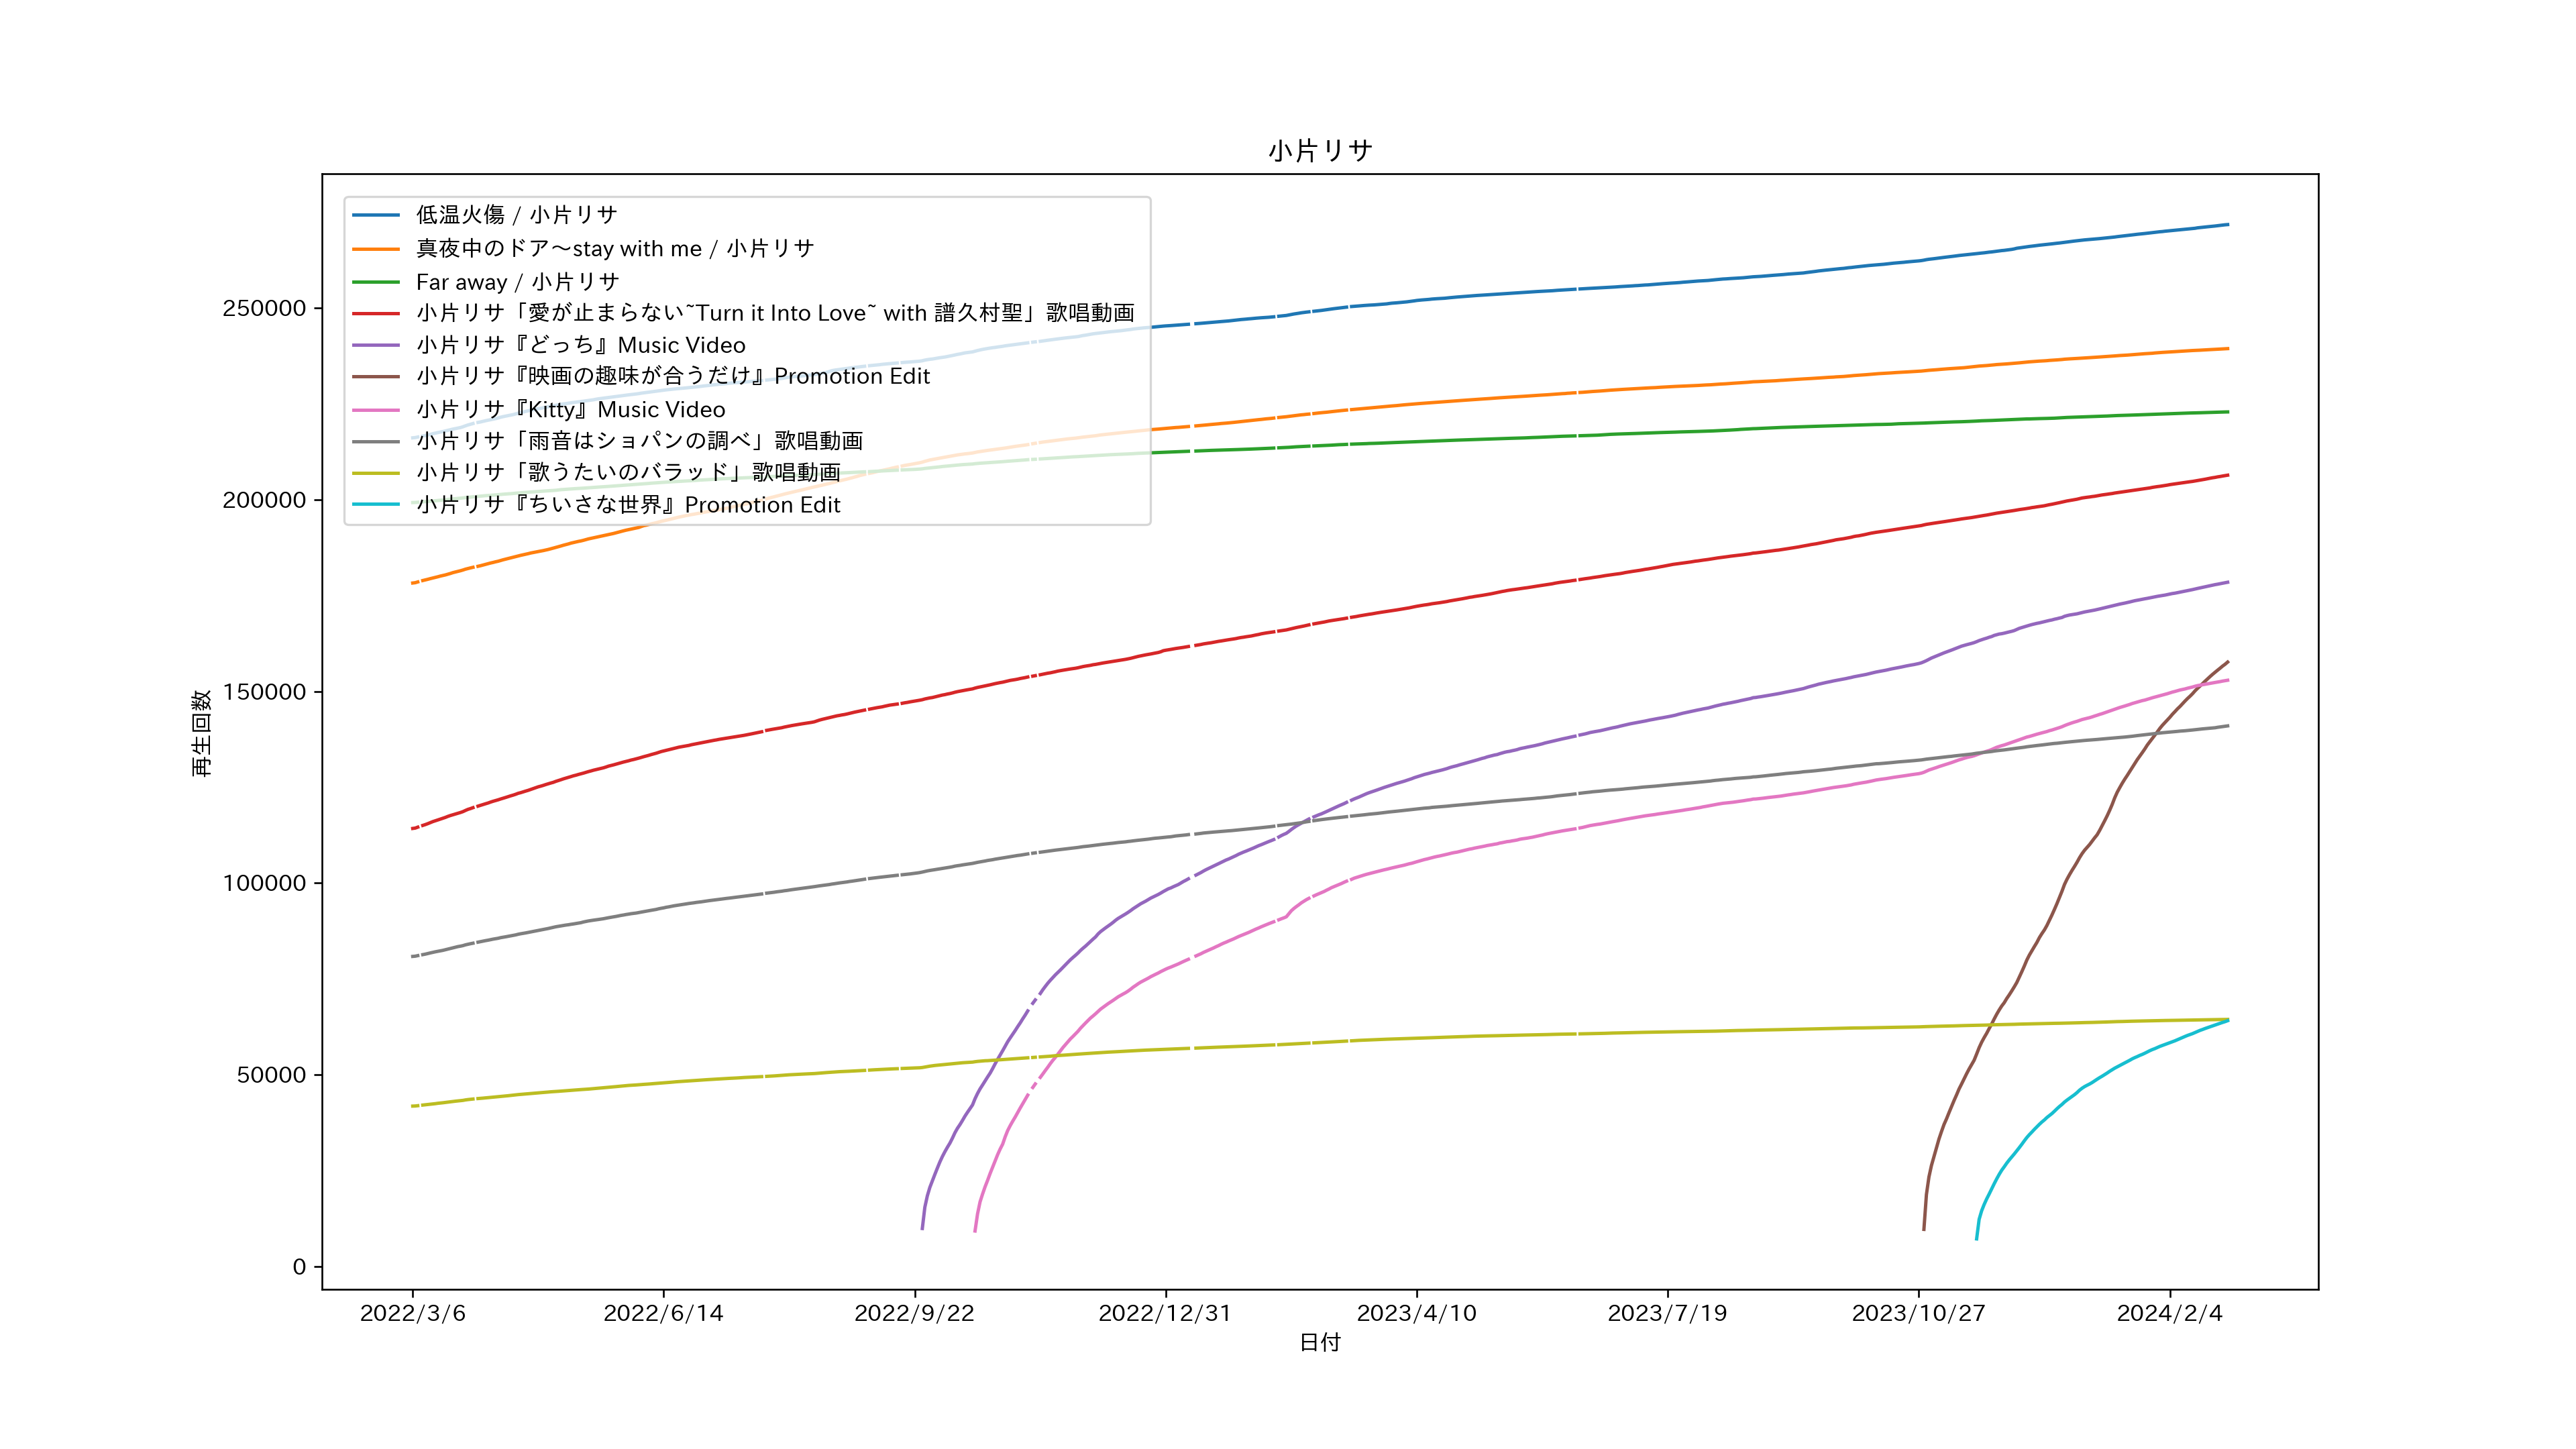 小片リサ
低温火傷 / 小片リサ
真夜中のドア～stay with me / 小片リサ
Far away / 小片リサ
小片リサ「愛が止まらない~Turn it Into Love~ with 譜久村聖」歌唱動画
小片リサ『どっち』Music Video
小片リサ『映画の趣味が合うだけ』Promotion Edit
小片リサ『Kitty』Music Video
小片リサ「雨音はショパンの調べ」歌唱動画
小片リサ「歌うたいのバラッド」歌唱動画
小片リサ『ちいさな世界』Promotion Edit
再生回数
250000
200000
150000
100000
50000
0
2022/3/6 2022/6/14 2022/9/22 2022/12/31 2023/4/10 2023/7/19 2023/10/27 2024/2/4
日付